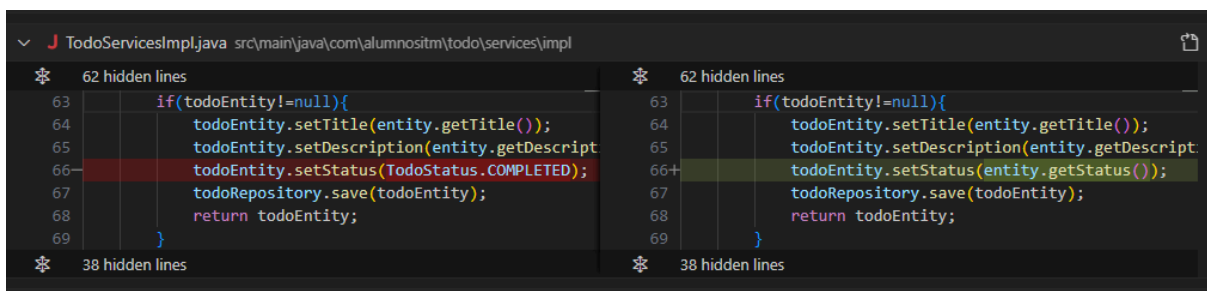 TodoServicesImpl.java src\main\java\com\alumnositm\todo\services\impl
62 hidden lines
63 if(todoEntity!=null){
64 todoEntity.setTitle(entity.getTitle());
65 todoEntity.setDescription(entity.getDescript
66- todoEntity.setStatus(TodoStatus.COMPLETED);
67 todoRepository.save(todoEntity);
68 return todoEntity;
69 }
38 hidden lines
62 hidden lines
63 if(todoEntity!=null){
64 todoEntity.setTitle(entity.getTitle());
65 todoEntity.setDescription(entity.getDescript
66+ todoEntity.setStatus(entity.getStatus());
67 todoRepository.save(todoEntity);
68 return todoEntity;
69 }
38 hidden lines